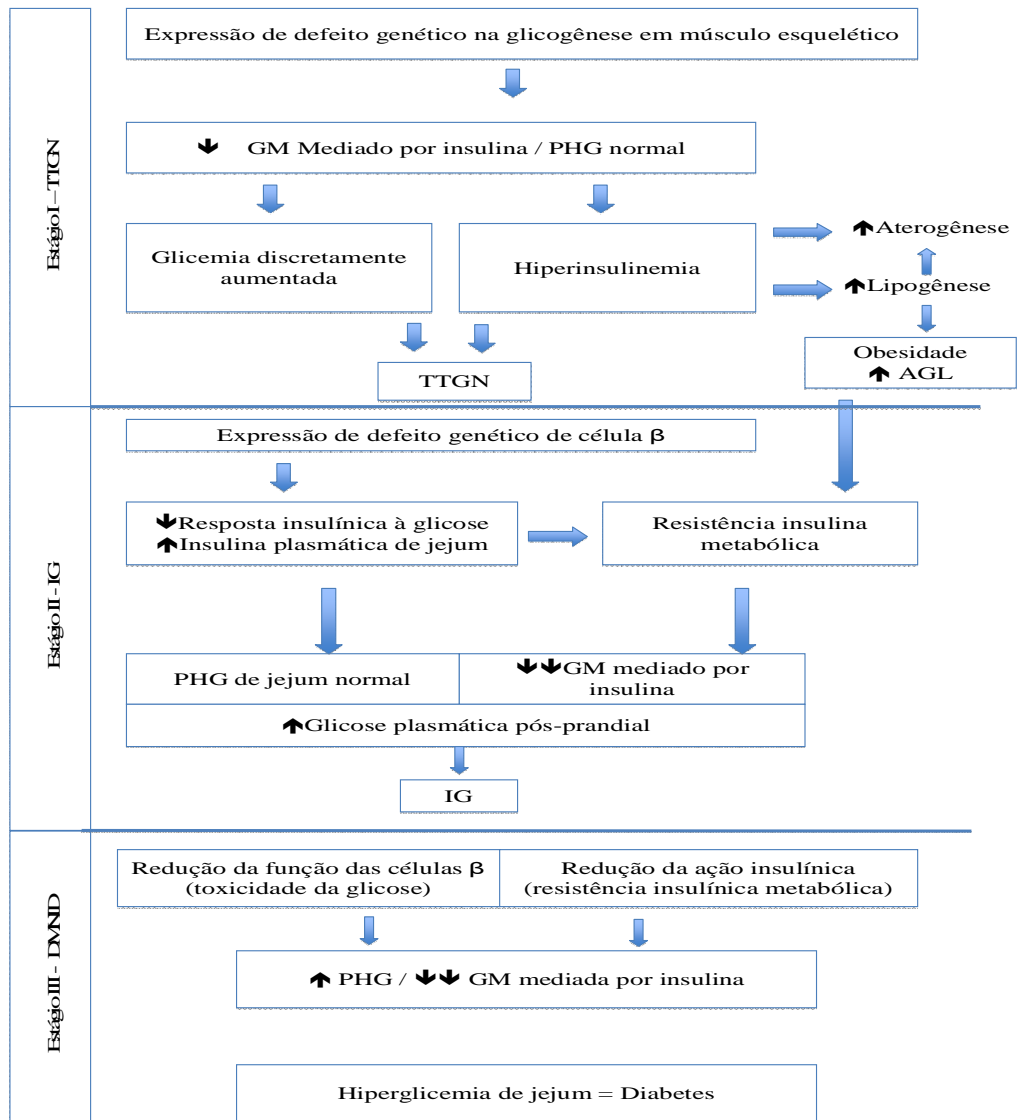 Estágio I – TTGN
Expressão de defeito genético na glicogênese em músculo esquelético
🡻 GM Mediado por insulina / PHG normal
Glicemia discretamente
aumentada
Hiperinsulinemia
🡹Aterogênese
🡹Lipogênese
Obesidade
🡹 AGL
TTGN
Estágio II - IG
Expressão de defeito genético de célula β
🡻Resposta insulínica à glicose
🡹Insulina plasmática de jejum
Resistência insulina
metabólica
PHG de jejum normal
🡻🡻GM mediado por
insulina
🡹Glicose plasmática pós-prandial
IG
Estágio III - DMND
Redução da função das células β
(toxicidade da glicose)
Redução da ação insulínica
(resistência insulínica metabólica)
🡹 PHG / 🡻🡻 GM mediada por insulina
Hiperglicemia de jejum = Diabetes